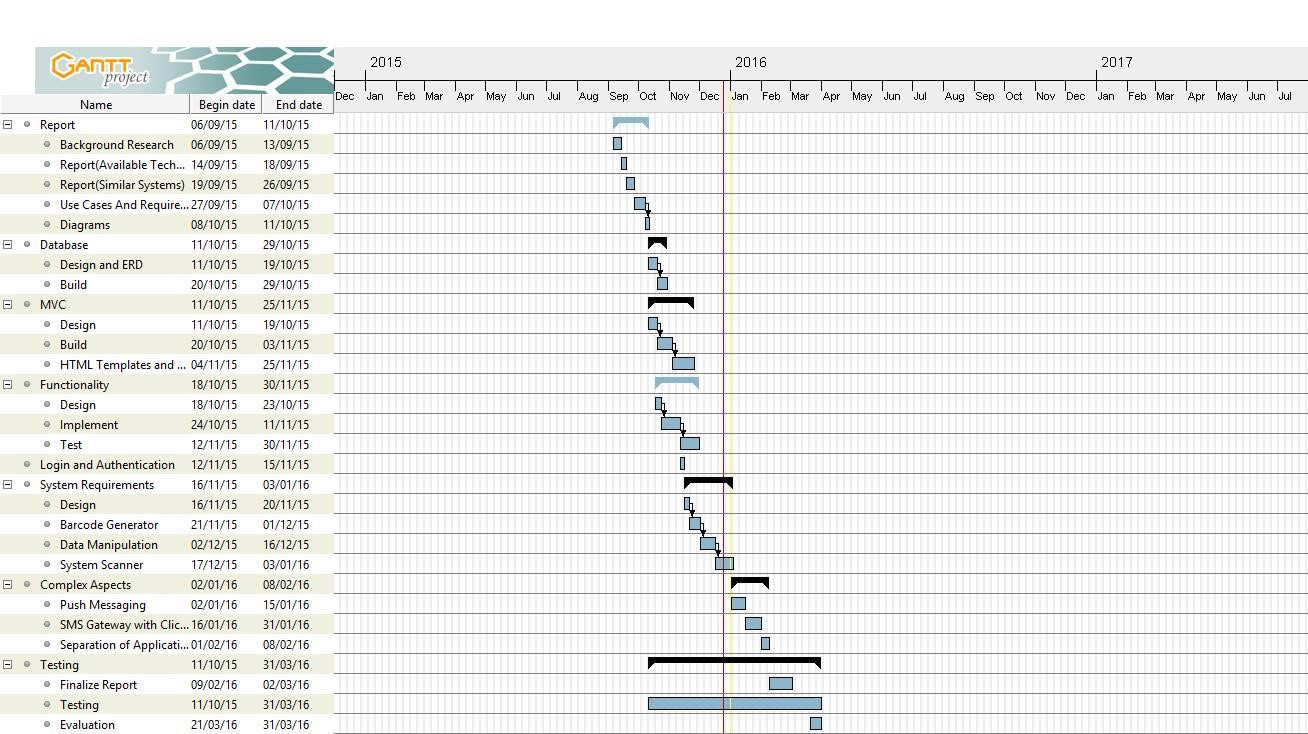 GANTT project
2015 2016 2017
Name Begin date End date Dec Jan Feb Mar Apr May Jun Jul Aug Sep Oct Nov Dec Jan Feb Mar Apr May Jun Jul Aug Sep Oct Nov Dec Jan Feb Mar Apr May Jun Jul
Report 06/09/15 11/10/15
Background Research 06/09/15 13/09/15
Report(Available Tech... 14/09/15 18/09/15
Report(Similar Systems) 19/09/15 26/09/15
Use Cases And Require... 27/09/15 07/10/15
Diagrams 08/10/15 11/10/15
Database 11/10/15 29/10/15
Design and ERD 11/10/15 19/10/15
Build 20/10/15 29/10/15
MVC 11/10/15 25/11/15
Design 11/10/15 19/10/15
Build 20/10/15 03/11/15
HTML Templates and ... 04/11/15 25/11/15
Functionality 18/10/15 30/11/15
Design 18/10/15 23/10/15
Implement 24/10/15 11/11/15
Test 12/11/15 30/11/15
Login and Authentication 12/11/15 15/11/15
System Requirements 16/11/15 03/01/16
Design 16/11/15 20/11/15
Barcode Generator 21/11/15 01/12/15
Data Manipulation 02/12/15 16/12/15
System Scanner 17/12/15 03/01/16
Complex Aspects 02/01/16 08/02/16
Push Messaging 02/01/16 15/01/16
SMS Gateway with Clic... 16/01/16 31/01/16
Separation of Applicati... 01/02/16 08/02/16
Testing 11/10/15 31/03/16
Finalize Report 09/02/16 02/03/16
Testing 11/10/15 31/03/16
Evaluation 21/03/16 31/03/16